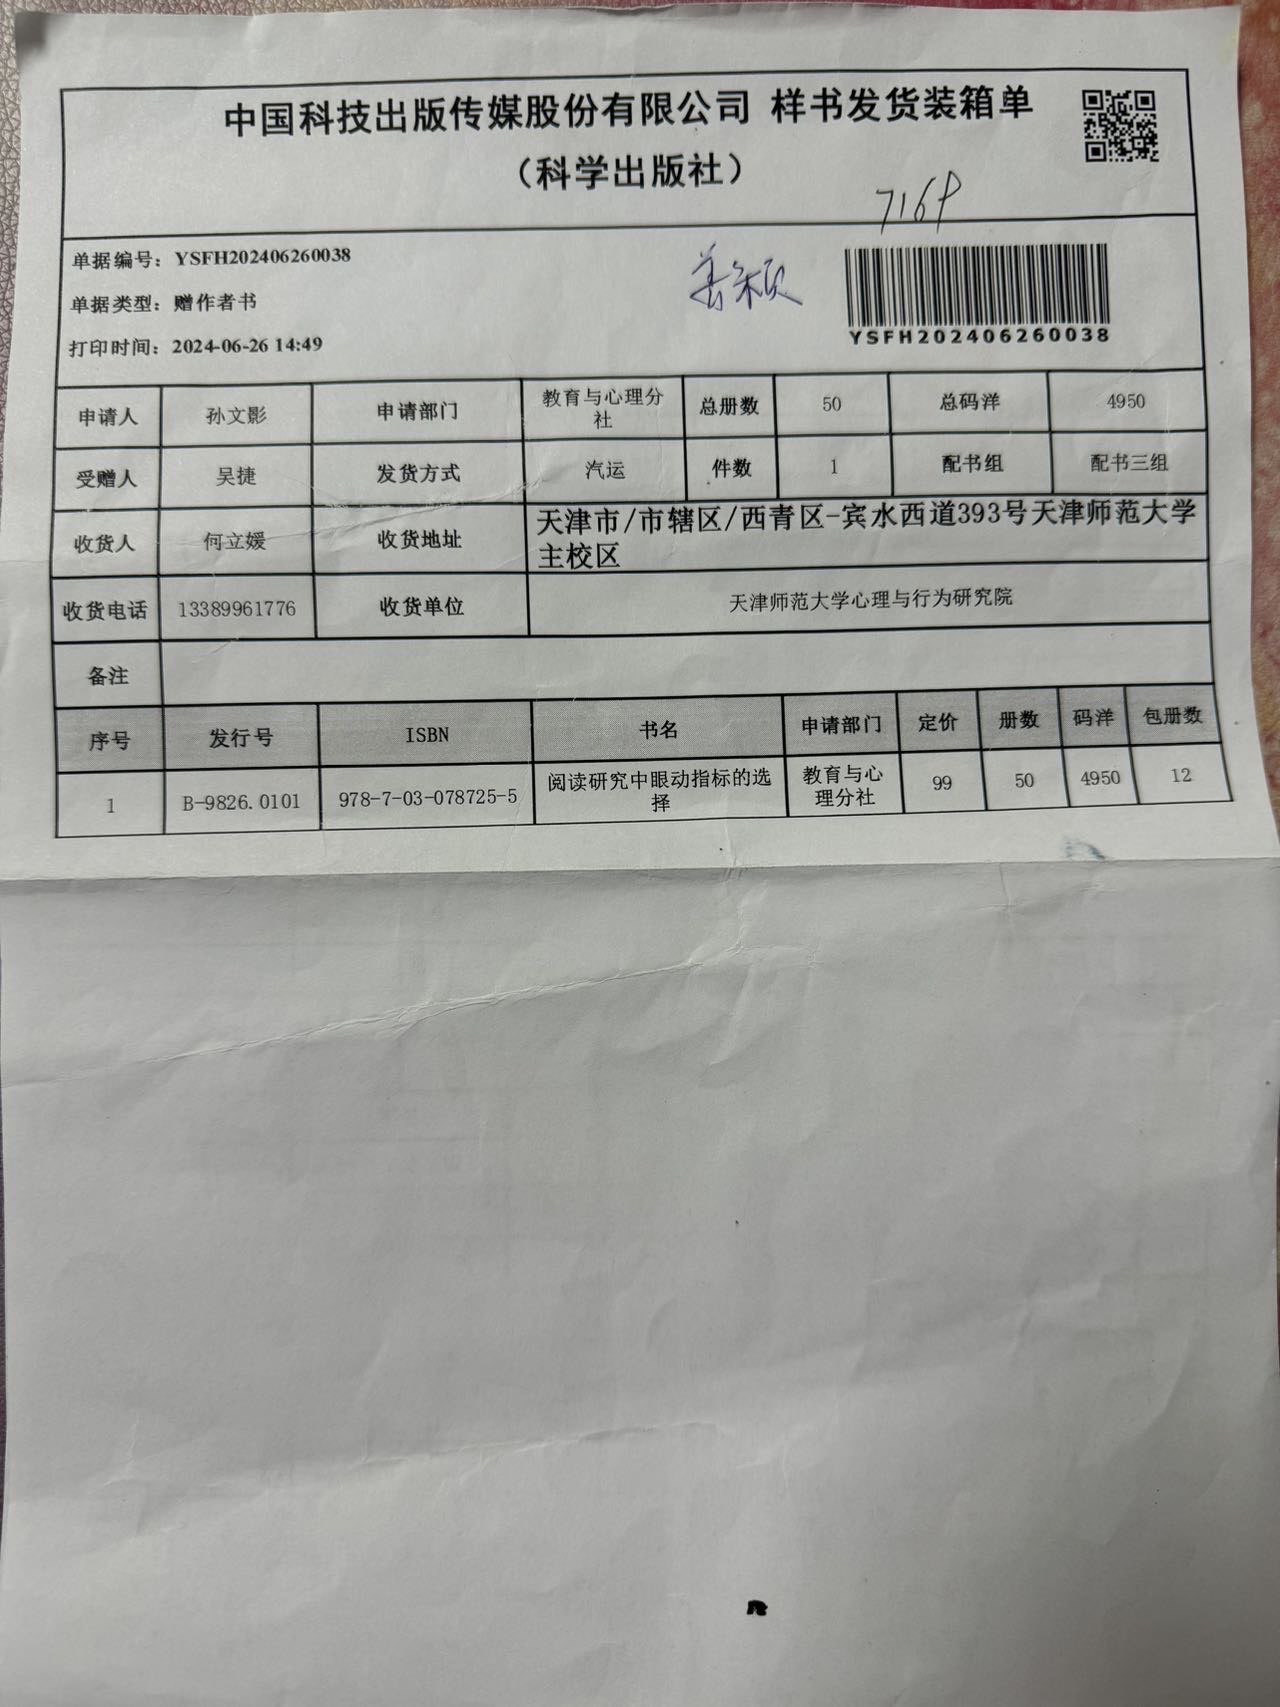 中国科技出版传媒股份有限公司 样书发货装箱单
（科学出版社）
单据编号：YSFH202406260038
单据类型：赠作者书
YSFH202406260038
打印时间：2024-06-26 14:49
申请人 孙文影 申请部门 教育与心理分社 总册数 50 总码洋 4950
受赠人 吴捷 发货方式 汽运 件数 1 配书组 配书三组
收货人 何立媛 收货地址 天津市/市辖区/西青区-宾水西道393号天津师范大学
主校区
收货电话 13389961776 收货单位 天津师范大学心理与行为研究院
备注
序号 发行号 ISBN 书名 申请部门 定价 册数 码洋 包册数
1 B-9826.0101 978-7-03-078725-5 阅读研究中眼动指标的选择 教育与心理分社 99 50 4950 12